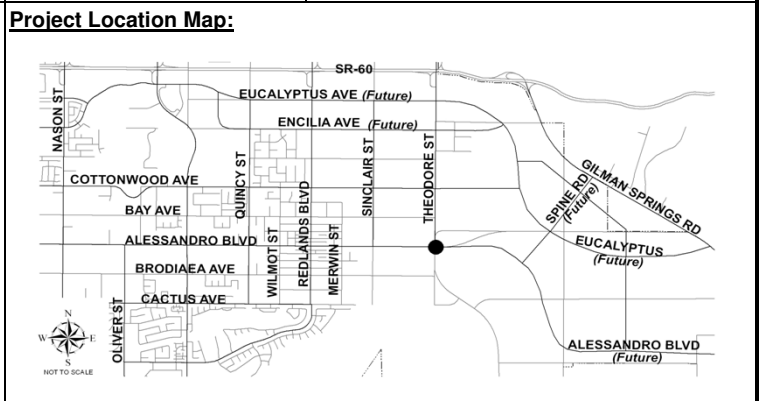 Project Location Map:
SR-60
EUCALYPTUS AVE (Future)
NASON ST
ENCILIA AVE (Future)
QUINCY ST
SINCLAIR ST
THEODORE ST
COTTONWOOD AVE
GILMAN SPRINGS RD
SPINE RD
(Future)
REDLANDS BLVD
BAY AVE
WILMOT ST
MERWIN ST
ALESSANDRO BLVD
EUCALYPTUS
(Future)
BRODIAEA AVE
CACTUS AVE
OLIVER ST
N
W
E
S
NOT TO SCALE
ALESSANDRO BLVD
(Future)